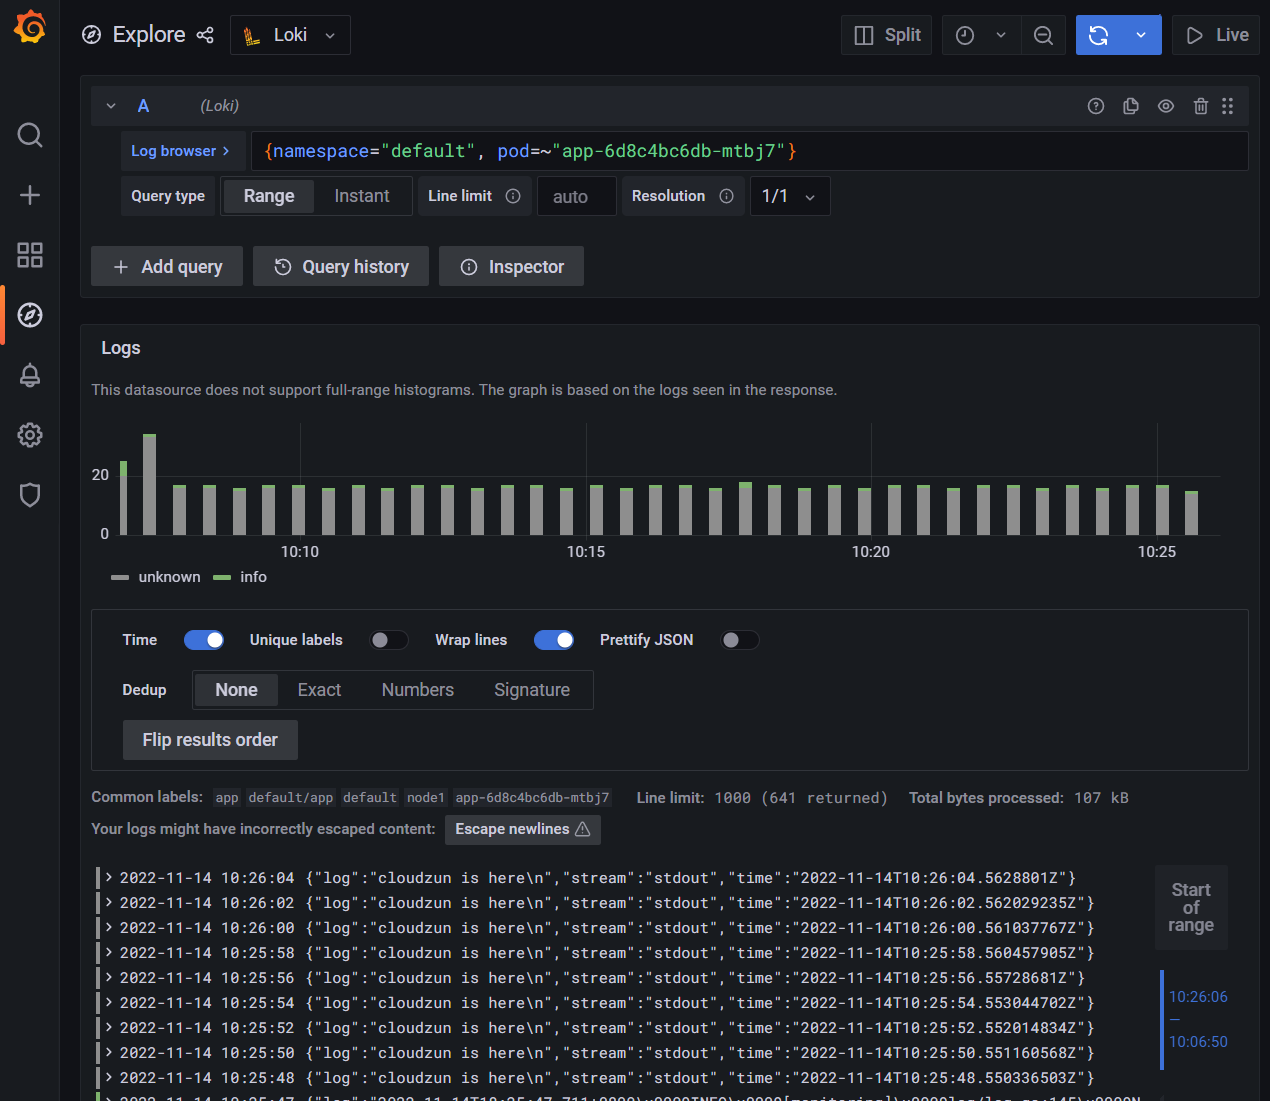 Explore Loki Split Live
A (Loki)
Log browser > {namespace="default", pod=~"app-6d8c4bc6db-mtbj7"}
Query type Range Instant Line limit auto Resolution 1/1
+ Add query Query history Inspector
Logs
This datasource does not support full-range histograms. The graph is based on the logs seen in the response.
20
0
10:10 10:15 10:20 10:25
unknown info
Time Unique labels Wrap lines Prettify JSON
Dedup None Exact Numbers Signature
Flip results order
Common labels: app default/app default node1 app-6d8c4bc6db-mtbj7 Line limit: 1000 (641 returned) Total bytes processed: 107 kB
Your logs might have incorrectly escaped content: Escape newlines
> 2022-11-14 10:26:04 {"log":"cloudzun is here\n","stream":"stdout","time":"2022-11-14T10:26:04.5628801Z"}
> 2022-11-14 10:26:02 {"log":"cloudzun is here\n","stream":"stdout","time":"2022-11-14T10:26:02.562029235Z"}
> 2022-11-14 10:26:00 {"log":"cloudzun is here\n","stream":"stdout","time":"2022-11-14T10:26:00.561037767Z"}
> 2022-11-14 10:25:58 {"log":"cloudzun is here\n","stream":"stdout","time":"2022-11-14T10:25:58.560457905Z"}
> 2022-11-14 10:25:56 {"log":"cloudzun is here\n","stream":"stdout","time":"2022-11-14T10:25:56.55728681Z"}
> 2022-11-14 10:25:54 {"log":"cloudzun is here\n","stream":"stdout","time":"2022-11-14T10:25:54.553044702Z"}
> 2022-11-14 10:25:52 {"log":"cloudzun is here\n","stream":"stdout","time":"2022-11-14T10:25:52.552014834Z"}
> 2022-11-14 10:25:50 {"log":"cloudzun is here\n","stream":"stdout","time":"2022-11-14T10:25:50.551160568Z"}
> 2022-11-14 10:25:48 {"log":"cloudzun is here\n","stream":"stdout","time":"2022-11-14T10:25:48.550336503Z"}
Start
of
range
10:26:06
—
10:06:50